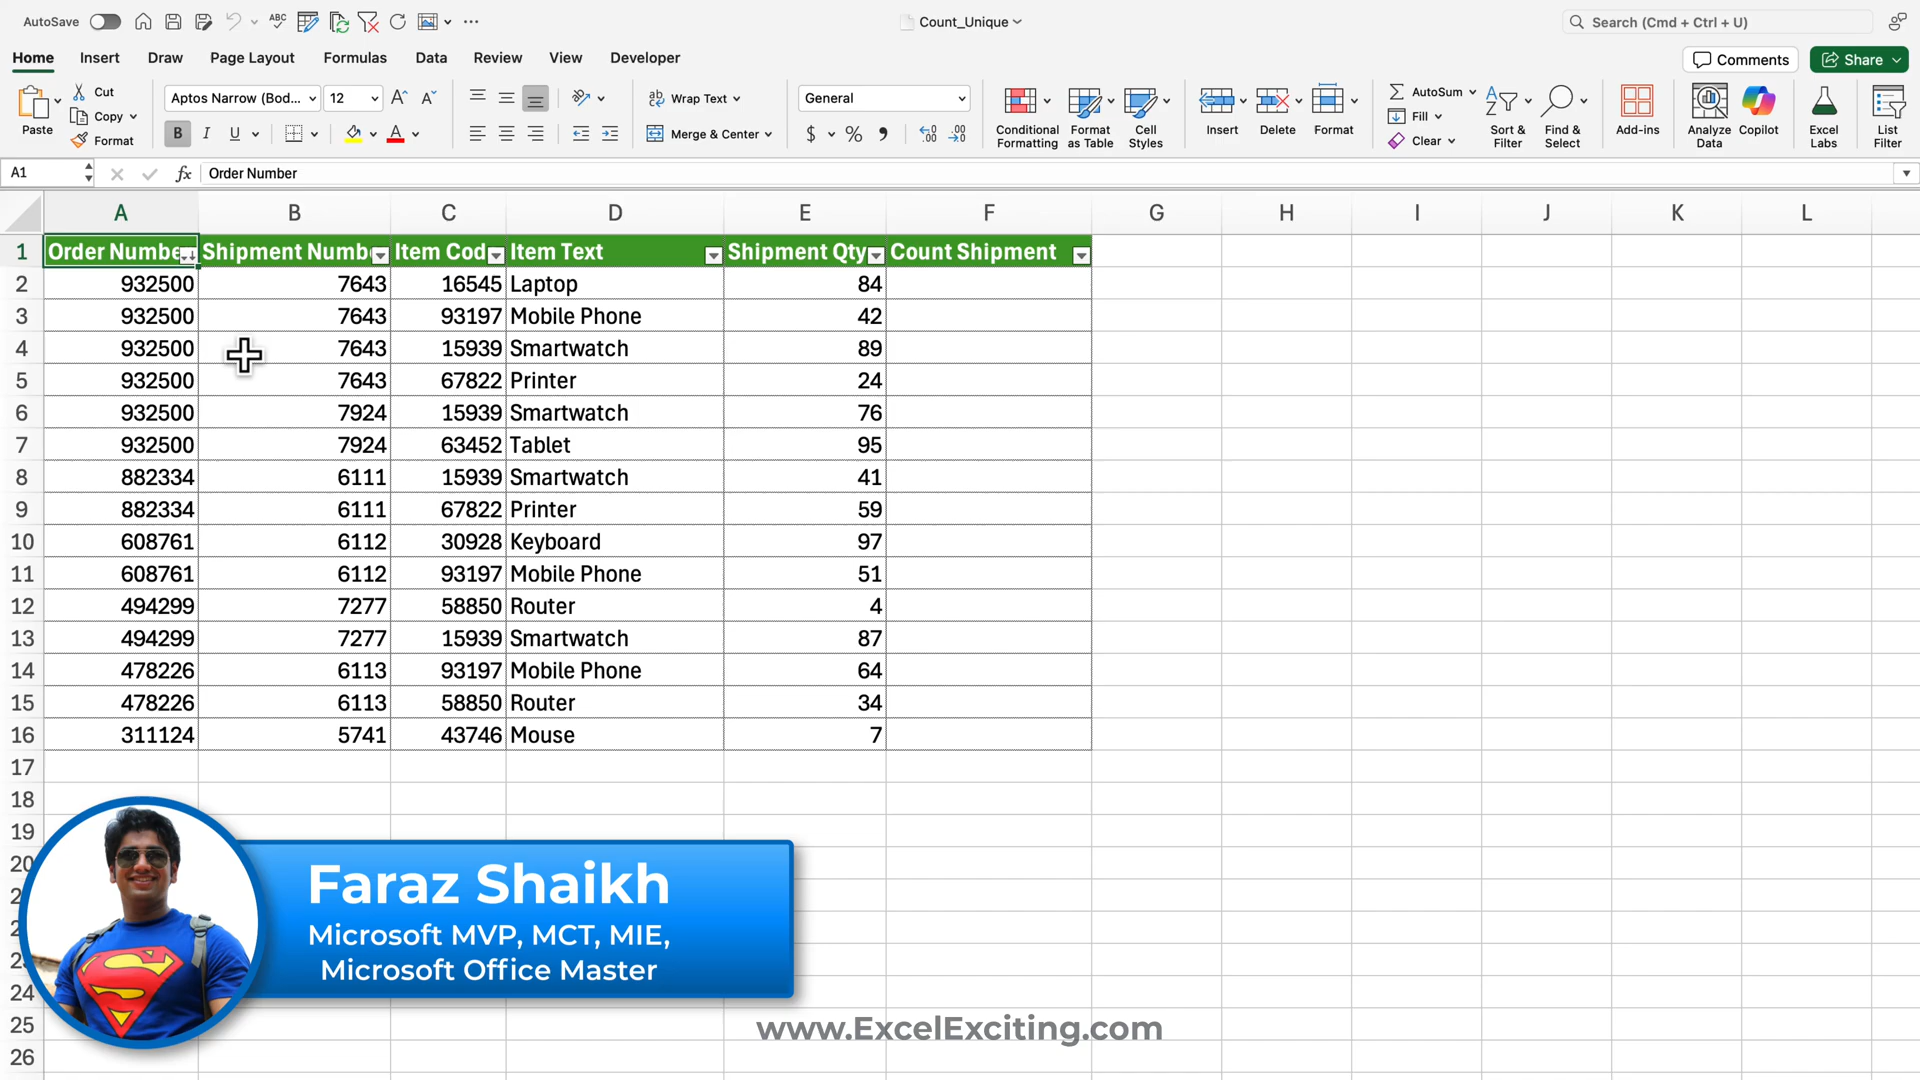 AutoSave
Count_Unique
Search (Cmd + Ctrl + U)
Home Insert Draw Page Layout Formulas Data Review View Developer
Comments Share
Paste Cut Copy Format
Aptos Narrow (Bod... 12
B I U
Wrap Text
Merge & Center
General
$ %
Conditional Formatting
Format as Table
Cell Styles
Insert Delete Format
AutoSum Fill Clear
Sort & Filter
Find & Select
Add-ins
Analyze Data
Copilot
Excel Labs
List Filter
A1 fx Order Number
A B C D E F G H I J K L
1 Order Numbe Shipment Numb Item Cod Item Text Shipment Qty Count Shipment
2 932500 7643 16545 Laptop 84
3 932500 7643 93197 Mobile Phone 42
4 932500 7643 15939 Smartwatch 89
5 932500 7643 67822 Printer 24
6 932500 7924 15939 Smartwatch 76
7 932500 7924 63452 Tablet 95
8 882334 6111 15939 Smartwatch 41
9 882334 6111 67822 Printer 59
10 608761 6112 30928 Keyboard 97
11 608761 6112 93197 Mobile Phone 51
12 494299 7277 58850 Router 4
13 494299 7277 15939 Smartwatch 87
14 478226 6113 93197 Mobile Phone 64
15 478226 6113 58850 Router 34
16 311124 5741 43746 Mouse 7
17
18
19
20
24
25
26
Faraz Shaikh
Microsoft MVP, MCT, MIE,
Microsoft Office Master
www.ExcelExciting.com